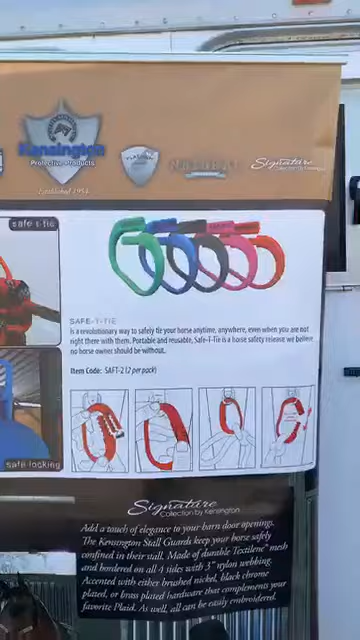 Kensington
Protective Products
Established 1954
Signature
Collection by Kensington
safe t-tie
SAFE-T-TIE
is a revolutionary way to safely tie your horse anytime, anywhere, even when you are not
right there with them. Portable and reusable, Safe-T-Tie is a horse safety release we believe
no horse owner should be without.
Item Code: SAFT-2 (2 per pack)
safe locking
Signature
Collection by Kensington
Add a touch of elegance to your barn door openings.
The Kensington Stall Guards keep your horse safely
confined in their stall. Made of durable Textilene® mesh
and bordered on all 4 sides with 3" nylon webbing.
Accented with either brushed nickel, black chrome
plated, or brass plated hardware that complements your
favorite Plaid. As well, all can be easily embroidered.